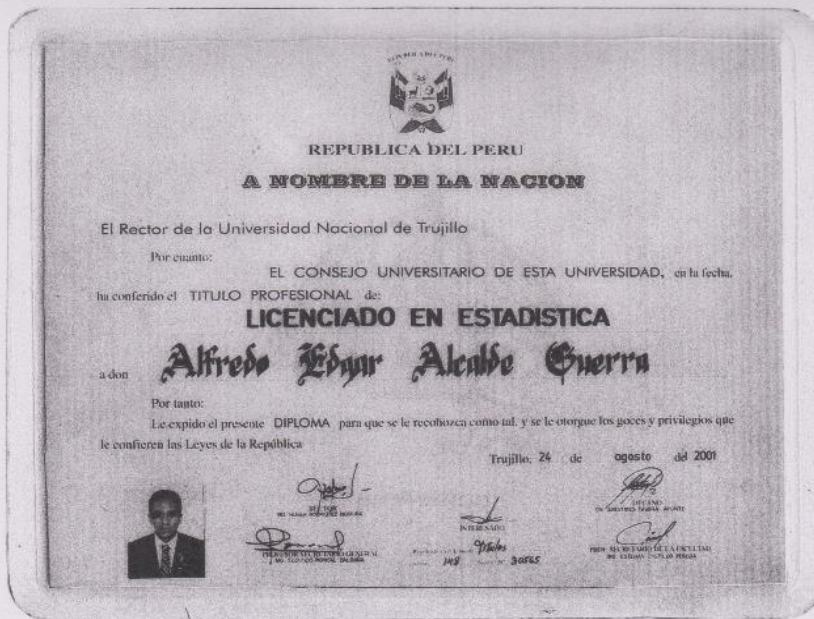 REPUBLICA DEL PERU
A NOMBRE DE LA NACION
El Rector de la Universidad Nacional de Trujillo
Por cuanto:
EL CONSEJO UNIVERSITARIO DE ESTA UNIVERSIDAD, en la fecha,
ha conferido el TITULO PROFESIONAL de:
LICENCIADO EN ESTADISTICA
a don Alfredo Edgar Alcalde Guerra
Por tanto:
Le expido el presente DIPLOMA para que se le reconozca como tal, y se le otorgue los goces y privilegios que
le confieren las Leyes de la República
Trujillo, 24 de agosto del 2001
RECTOR
DECANO
INTERESADO
PROFESOR SECRETARIO GENERAL
PROF. SECRETARIO DE LA FACULTAD
Titulos
148 30565